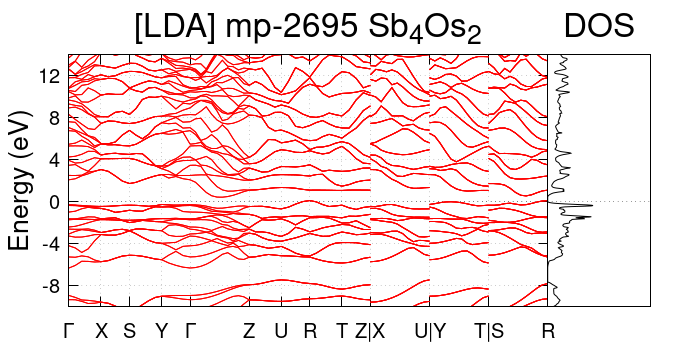 [LDA] mp-2695 Sb₄Os₂ DOS
12
8
4
0
-4
-8
Energy (eV)
Γ X S Y Γ Z U R T Z|X U|Y T|S R